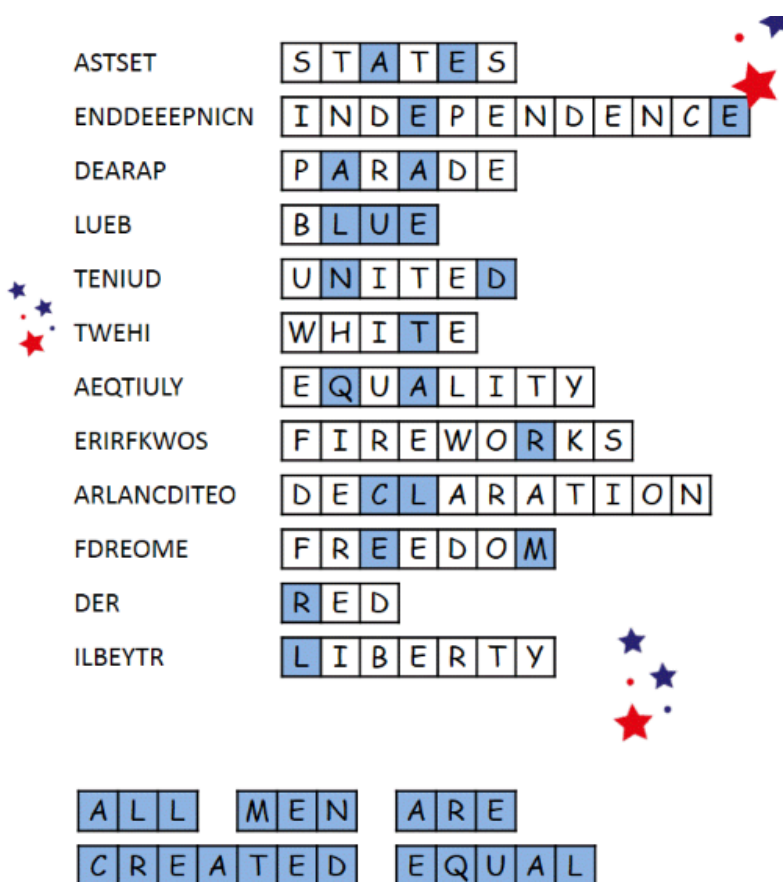 ASTSET STATES
ENDDEEEPNICN INDEPENDENCE
DEARAP PARADE
LUEB BLUE
TENIUD UNITED
TWEHI WHITE
AEQTIULY EQUALITY
ERIRFKWOS FIREWORKS
ARLANCDITEO DECLARATION
FDREOME FREEDOM
DER RED
ILBEYTR LIBERTY
ALL MEN ARE
CREATED EQUAL